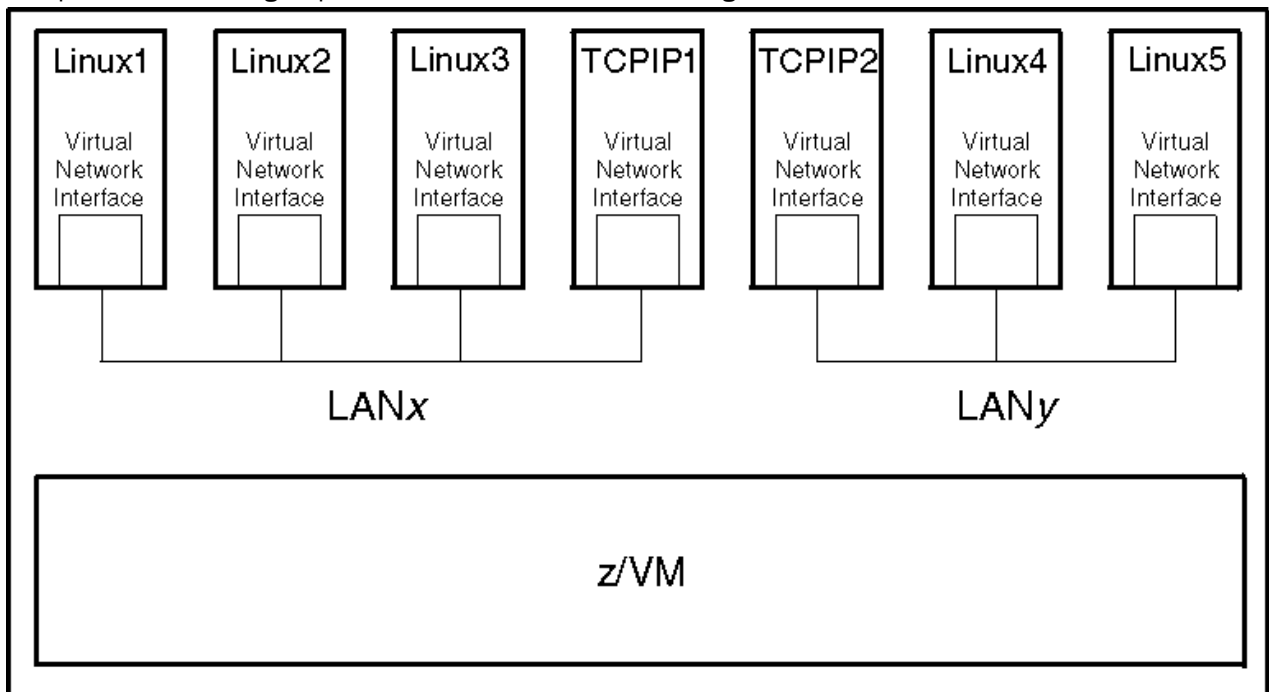 Linux1
Virtual
Network
Interface
Linux2
Virtual
Network
Interface
Linux3
Virtual
Network
Interface
TCPIP1
Virtual
Network
Interface
TCPIP2
Virtual
Network
Interface
Linux4
Virtual
Network
Interface
Linux5
Virtual
Network
Interface
LANx
LANy
z/VM